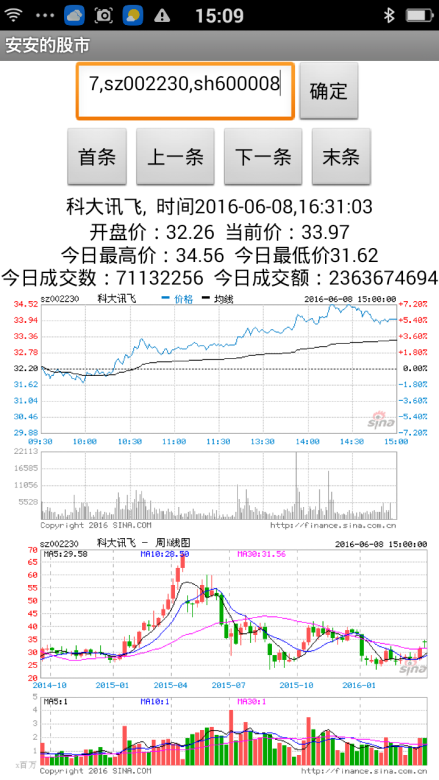 15:09
安安的股市
7,sz002230,sh600008
确定
首条 上一条 下一条 末条
科大讯飞, 时间2016-06-08,16:31:03
开盘价：32.26 当前价：33.97
今日最高价：34.56 今日最低价31.62
今日成交数：71132256 今日成交额：2363674694
sz002230 科大讯飞 价格 均线 2016-06-08 15:00:00
34.52 +7.20%
33.94 +5.40%
33.36 +3.60%
32.78 +1.80%
32.20 0.00%
31.62 -1.80%
31.04 -3.60%
30.46 -5.40%
29.88 -7.20%
sina
09:30 10:00 10:30 11:00 11:30 13:30 14:00 14:30 15:00
22113
16585
11056
5528
Copyright 2016 SINA.COM http://finance.sina.com.cn
sz002230 科大讯飞 - 周K线图 2016-06-08 15:00:00
MA5:29.58 MA10:28.50 MA30:31.56
70
65
60
55
50
45
40
35
30
25
20
sina
2014-10 2015-01 2015-04 2015-07 2015-10 2016-01
MA5:1 MA10:1 MA30:1
5
4
3
2
1
x百万
Copyright 2016 SINA.COM http://finance.sina.com.cn